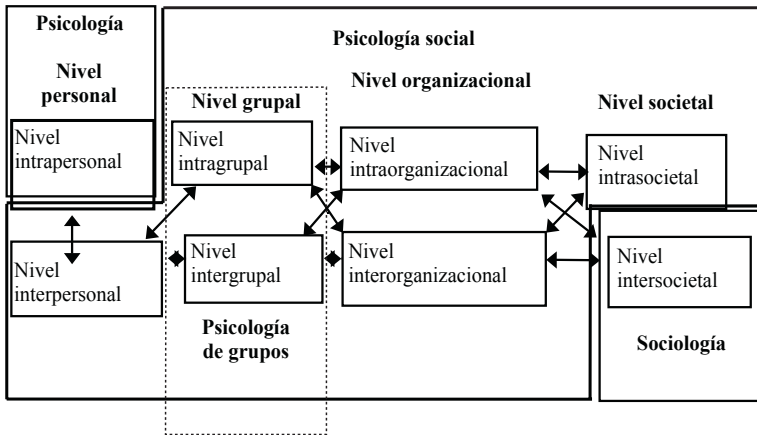 Psicología
Psicología social
Nivel
personal
Nivel organizacional
Nivel grupal
Nivel societal
Nivel
intrapersonal
Nivel
intragrupal
Nivel
intraorganizacional
Nivel
intrasocietal
Nivel
interpersonal
Nivel
intergrupal
Nivel
interorganizacional
Nivel
intersocietal
Psicología
de grupos
Sociología